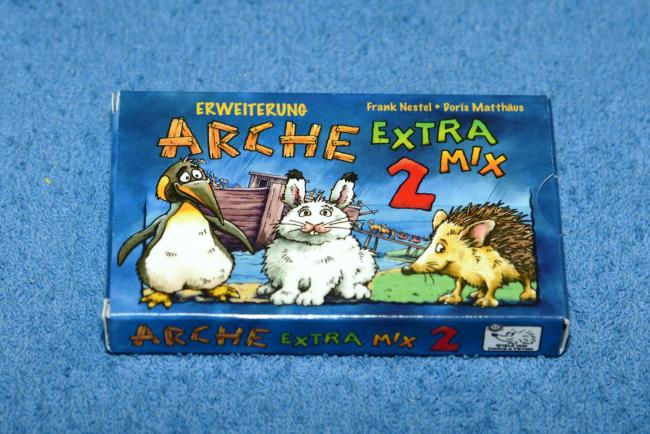 ERWEITERUNG
Frank Nestel + Doris Matthäus
ARCHE EXTRA MIX 2
ARCHE EXTRA MIX 2